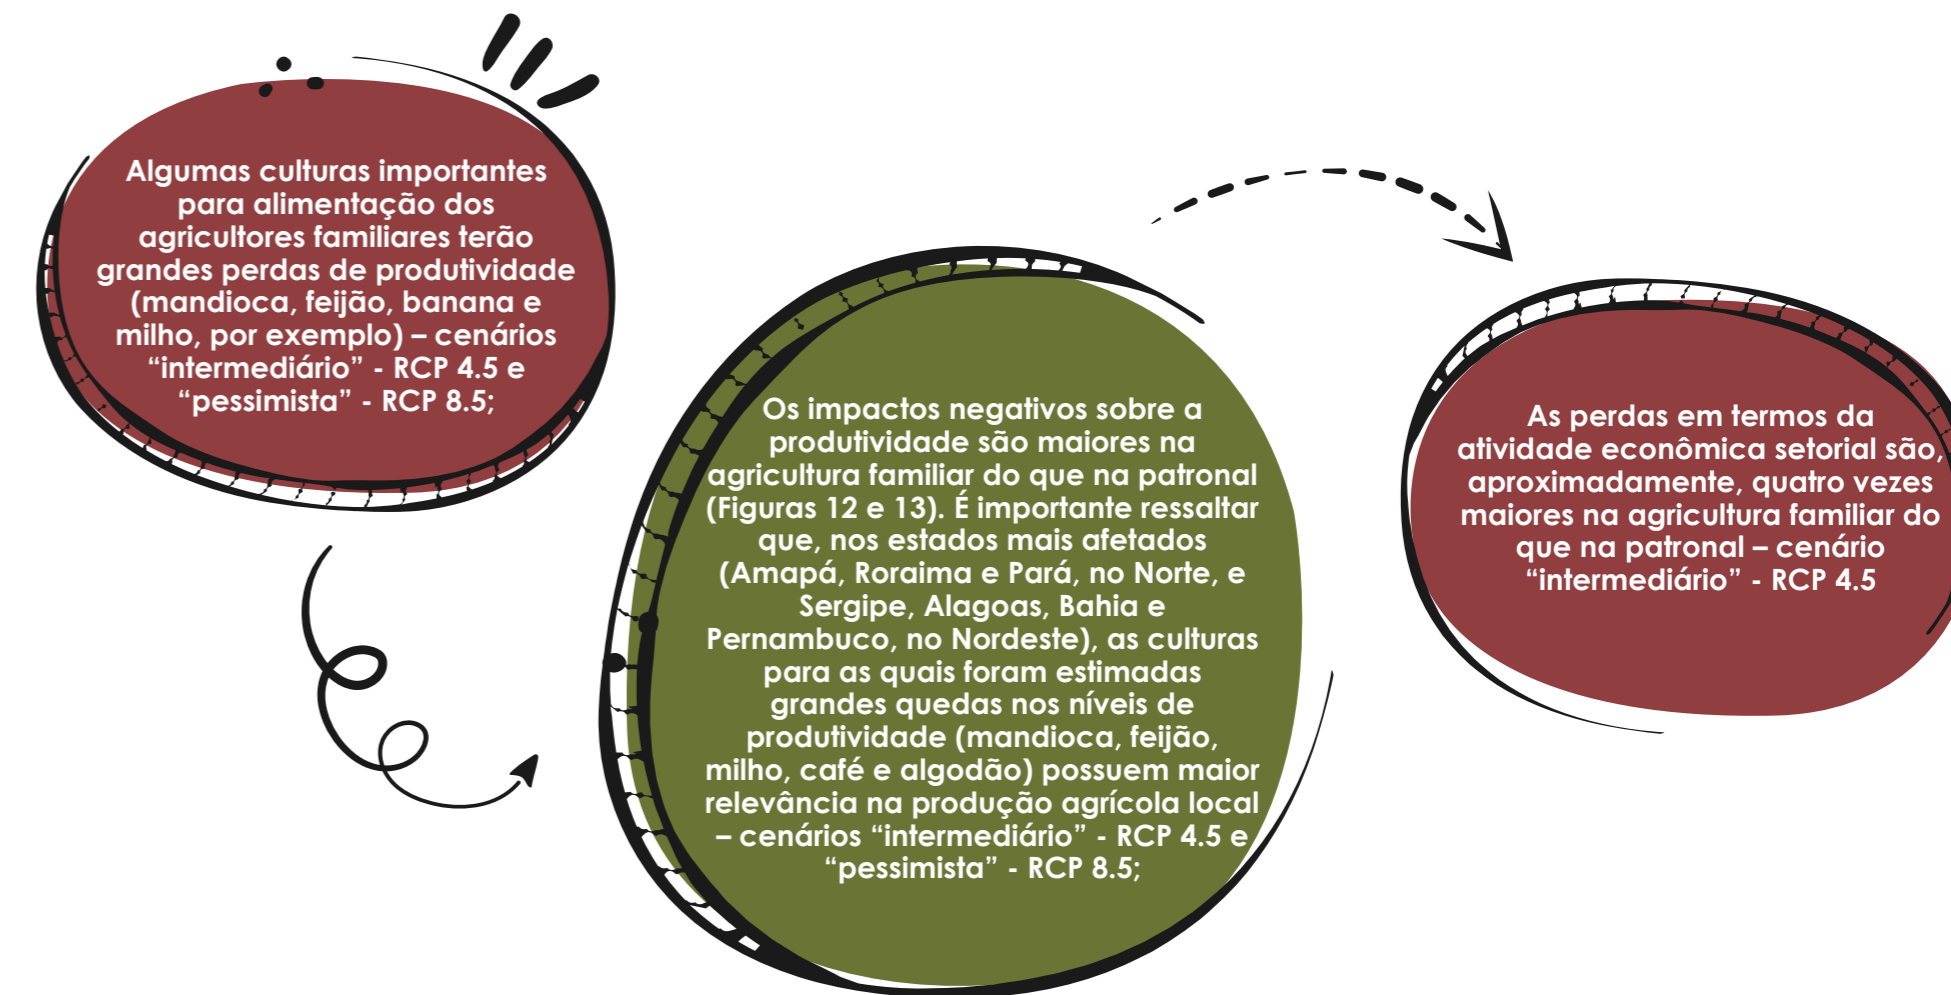 Algumas culturas importantes
para alimentação dos
agricultores familiares terão
grandes perdas de produtividade
(mandioca, feijão, banana e
milho, por exemplo) – cenários
“intermediário” - RCP 4.5 e
“pessimista” - RCP 8.5;
Os impactos negativos sobre a
produtividade são maiores na
agricultura familiar do que na patronal
(Figuras 12 e 13). É importante ressaltar
que, nos estados mais afetados
(Amapá, Roraima e Pará, no Norte, e
Sergipe, Alagoas, Bahia e
Pernambuco, no Nordeste), as culturas
para as quais foram estimadas
grandes quedas nos níveis de
produtividade (mandioca, feijão,
milho, café e algodão) possuem maior
relevância na produção agrícola local
– cenários “intermediário” - RCP 4.5 e
“pessimista” - RCP 8.5;
As perdas em termos da
atividade econômica setorial são,
aproximadamente, quatro vezes
maiores na agricultura familiar do
que na patronal – cenário
“intermediário” - RCP 4.5